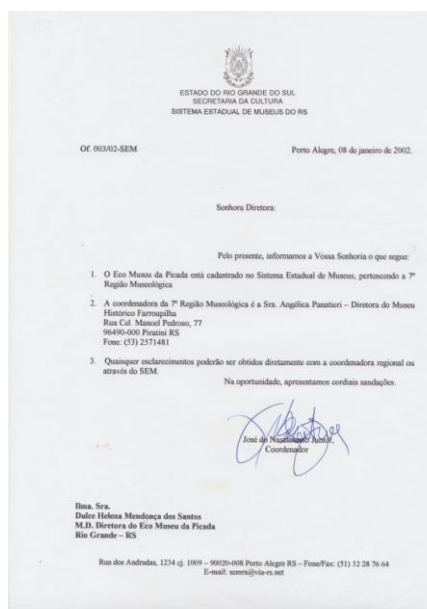 ESTADO DO RIO GRANDE DO SUL
SECRETARIA DA CULTURA
SISTEMA ESTADUAL DE MUSEUS DO RS
Of. 003/02-SEM
Porto Alegre, 08 de janeiro de 2002.
Senhora Diretora:
Pelo presente, informamos a Vossa Senhoria o que segue:
1. O Eco Museu da Picada está cadastrado no Sistema Estadual de Museus, pertencendo a 7ª
Região Museológica
2. A coordenadora da 7ª Região Museológica é a Sra. Angélica Panatieri – Diretora do Museu
Histórico Farroupilha
Rua Cel. Manoel Pedroso, 77
96490-000 Piratini RS
Fone: (53) 2571481
3. Quaisquer esclarecimentos poderão ser obtidos diretamente com a coordenadora regional ou
através do SEM.
Na oportunidade, apresentamos cordiais saudações.
José do Nascimento Junior,
Coordenador
Ilma. Sra.
Dulce Helena Mendonça dos Santos
M.D. Diretora do Eco Museu da Picada
Rio Grande – RS
Rua dos Andradas, 1234 cj. 1009 – 90020-008 Porto Alegre RS – Fone/Fax: (51) 32 28 76 64
E-mail: semrs@via-rs.net